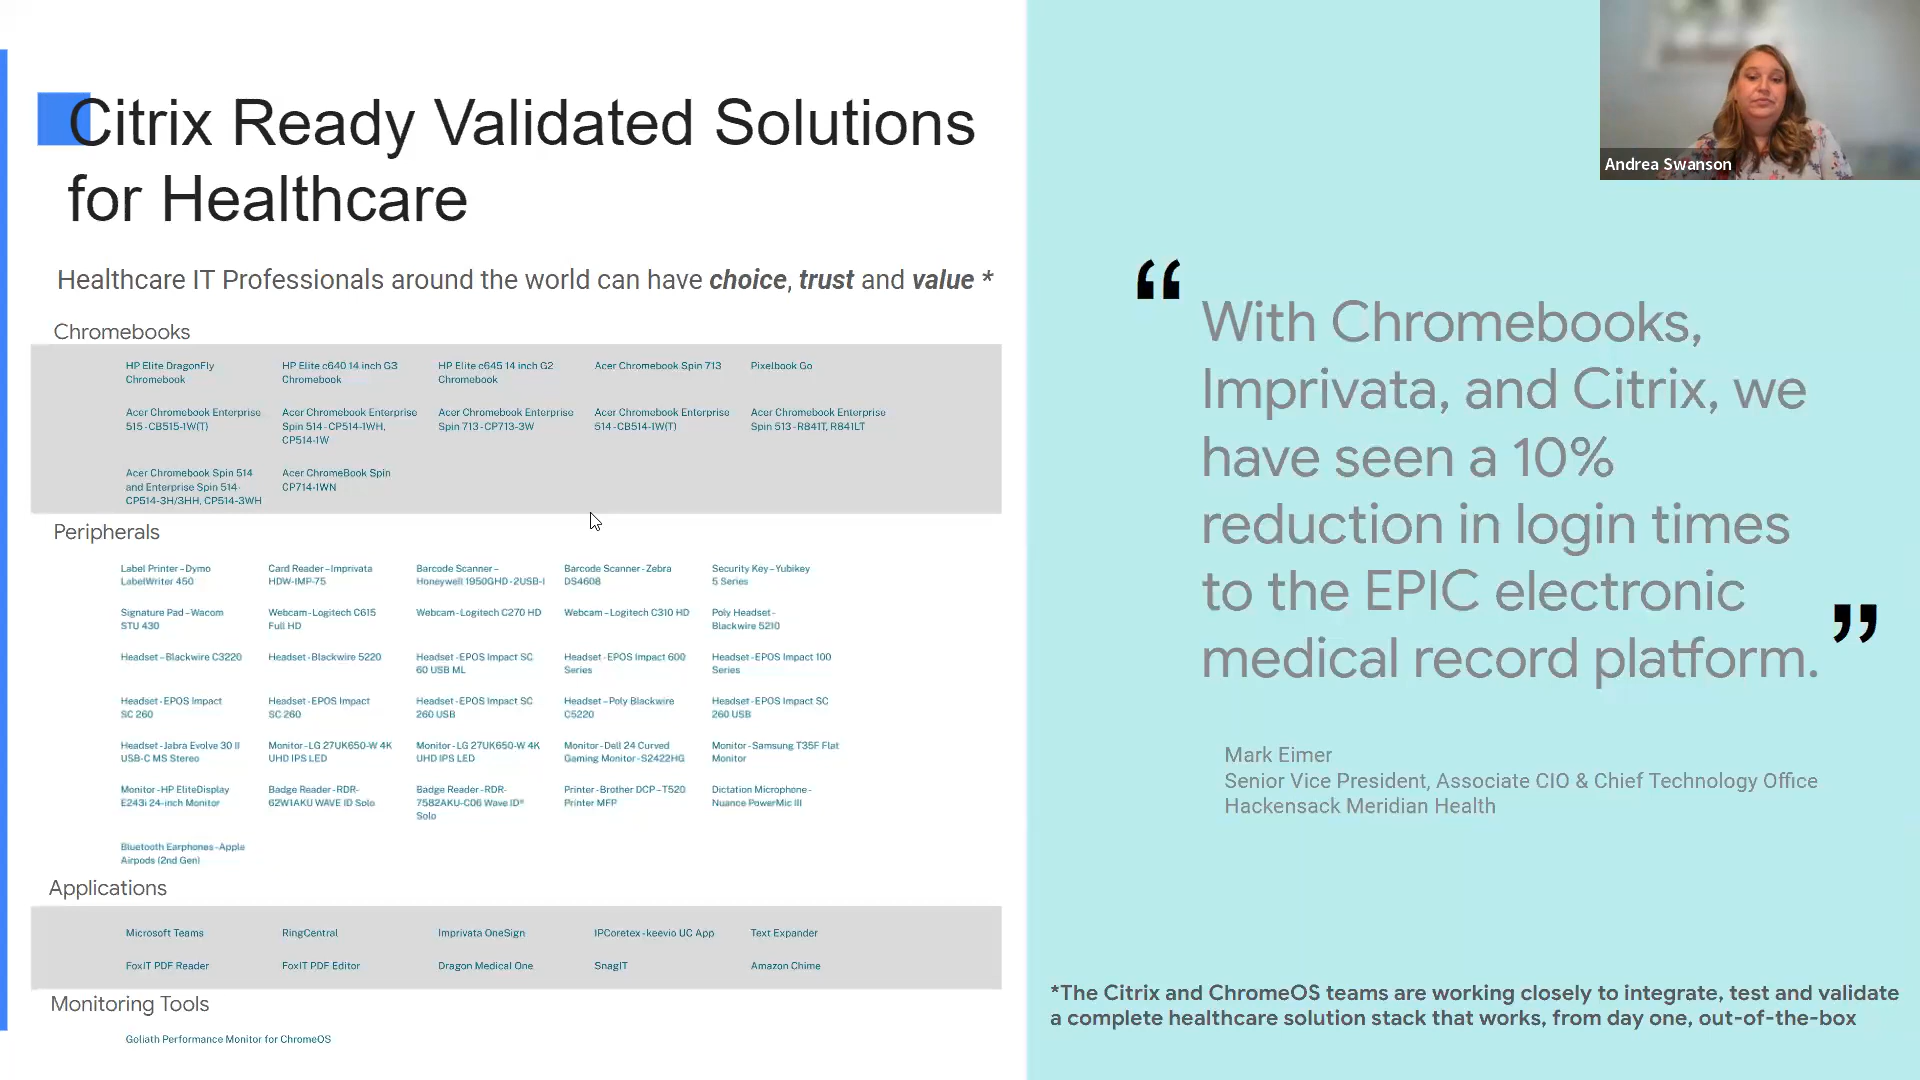 Citrix Ready Validated Solutions
for Healthcare
Healthcare IT Professionals around the world can have choice, trust and value *
Chromebooks
HP Elite DragonFly
Chromebook
HP Elite c640 14 inch G3
Chromebook
HP Elite c645 14 inch G2
Chromebook
Acer Chromebook Spin 713
Pixelbook Go
Acer Chromebook Enterprise
515 - CB515-1W(T)
Acer Chromebook Enterprise
Spin 514 - CP514-1WH,
CP514-1W
Acer Chromebook Enterprise
Spin 713 - CP713-3W
Acer Chromebook Enterprise
514 - CB514-1W(T)
Acer Chromebook Enterprise
Spin 513 - R841T, R841LT
Acer Chromebook Spin 514
and Enterprise Spin 514-
CP514-3H/3HH, CP514-3WH
Acer ChromeBook Spin
CP714-1WN
Peripherals
Label Printer – Dymo
LabelWriter 450
Card Reader – Imprivata
HDW-IMP-75
Barcode Scanner –
Honeywell 1950GHD - 2USB-I
Barcode Scanner - Zebra
DS4608
Security Key – Yubikey
5 Series
Signature Pad – Wacom
STU 430
Webcam - Logitech C615
Full HD
Webcam - Logitech C270 HD
Webcam – Logitech C310 HD
Poly Headset -
Blackwire 5210
Headset – Blackwire C3220
Headset - Blackwire 5220
Headset - EPOS Impact SC
60 USB ML
Headset - EPOS Impact 600
Series
Headset - EPOS Impact 100
Series
Headset - EPOS Impact
SC 260
Headset - EPOS Impact
SC 260
Headset - EPOS Impact SC
260 USB
Headset – Poly Blackwire
C5220
Headset - EPOS Impact SC
260 USB
Headset - Jabra Evolve 30 II
USB-C MS Stereo
Monitor - LG 27UK650-W 4K
UHD IPS LED
Monitor - LG 27UK650-W 4K
UHD IPS LED
Monitor - Dell 24 Curved
Gaming Monitor - S2422HG
Monitor - Samsung T35F Flat
Monitor
Monitor - HP EliteDisplay
E243i 24-inch Monitor
Badge Reader - RDR-
62W1AKU WAVE ID Solo
Badge Reader - RDR-
7582AKU-C06 Wave ID®
Solo
Printer - Brother DCP – T520
Printer MFP
Dictation Microphone -
Nuance PowerMic III
Bluetooth Earphones - Apple
Airpods (2nd Gen)
Applications
Microsoft Teams
RingCentral
Imprivata OneSign
IPCoretex - keevio UC App
Text Expander
FoxIT PDF Reader
FoxIT PDF Editor
Dragon Medical One
SnagIT
Amazon Chime
Monitoring Tools
Goliath Performance Monitor for ChromeOS
Andrea Swanson
“
With Chromebooks,
Imprivata, and Citrix, we
have seen a 10%
reduction in login times
to the EPIC electronic
medical record platform. ”
Mark Eimer
Senior Vice President, Associate CIO & Chief Technology Office
Hackensack Meridian Health
*The Citrix and ChromeOS teams are working closely to integrate, test and validate
a complete healthcare solution stack that works, from day one, out-of-the-box